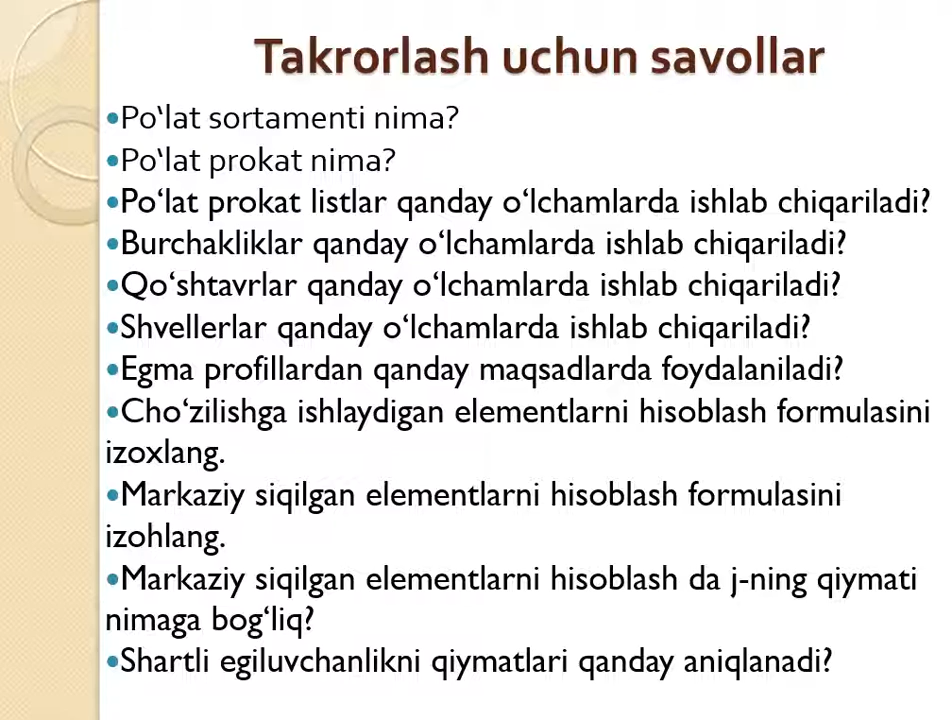 Takrorlash uchun savollar
•Po‘lat sortamenti nima?
•Po‘lat prokat nima?
•Po‘lat prokat listlar qanday o‘lchamlarda ishlab chiqariladi?
•Burchakliklar qanday o‘lchamlarda ishlab chiqariladi?
•Qo‘shtavrlar qanday o‘lchamlarda ishlab chiqariladi?
•Shvellerlar qanday o‘lchamlarda ishlab chiqariladi?
•Egma profillardan qanday maqsadlarda foydalaniladi?
•Cho‘zilishga ishlaydigan elementlarni hisoblash formulasini
izoxlang.
•Markaziy siqilgan elementlarni hisoblash formulasini
izohlang.
•Markaziy siqilgan elementlarni hisoblash da j-ning qiymati
nimaga bog‘liq?
•Shartli egiluvchanlikni qiymatlari qanday aniqlanadi?